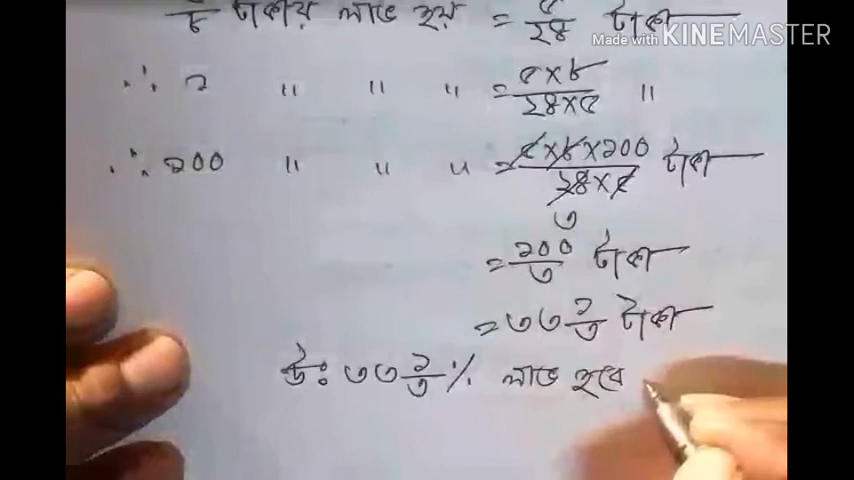 ৮ টাকায় লাভ হয় = ৫/২৪ টাকা
Made with KINEMASTER
∴ ১ " " " = ৫×৮/২৪×৫ "
∴ ১০০ " " " = ৫×৮×১০০/২৪×৫ টাকা
৩
= ১০০/৩ টাকা
= ৩৩ ১/৩ টাকা
উঃ ৩৩ ১/৩ % লাভ হবে